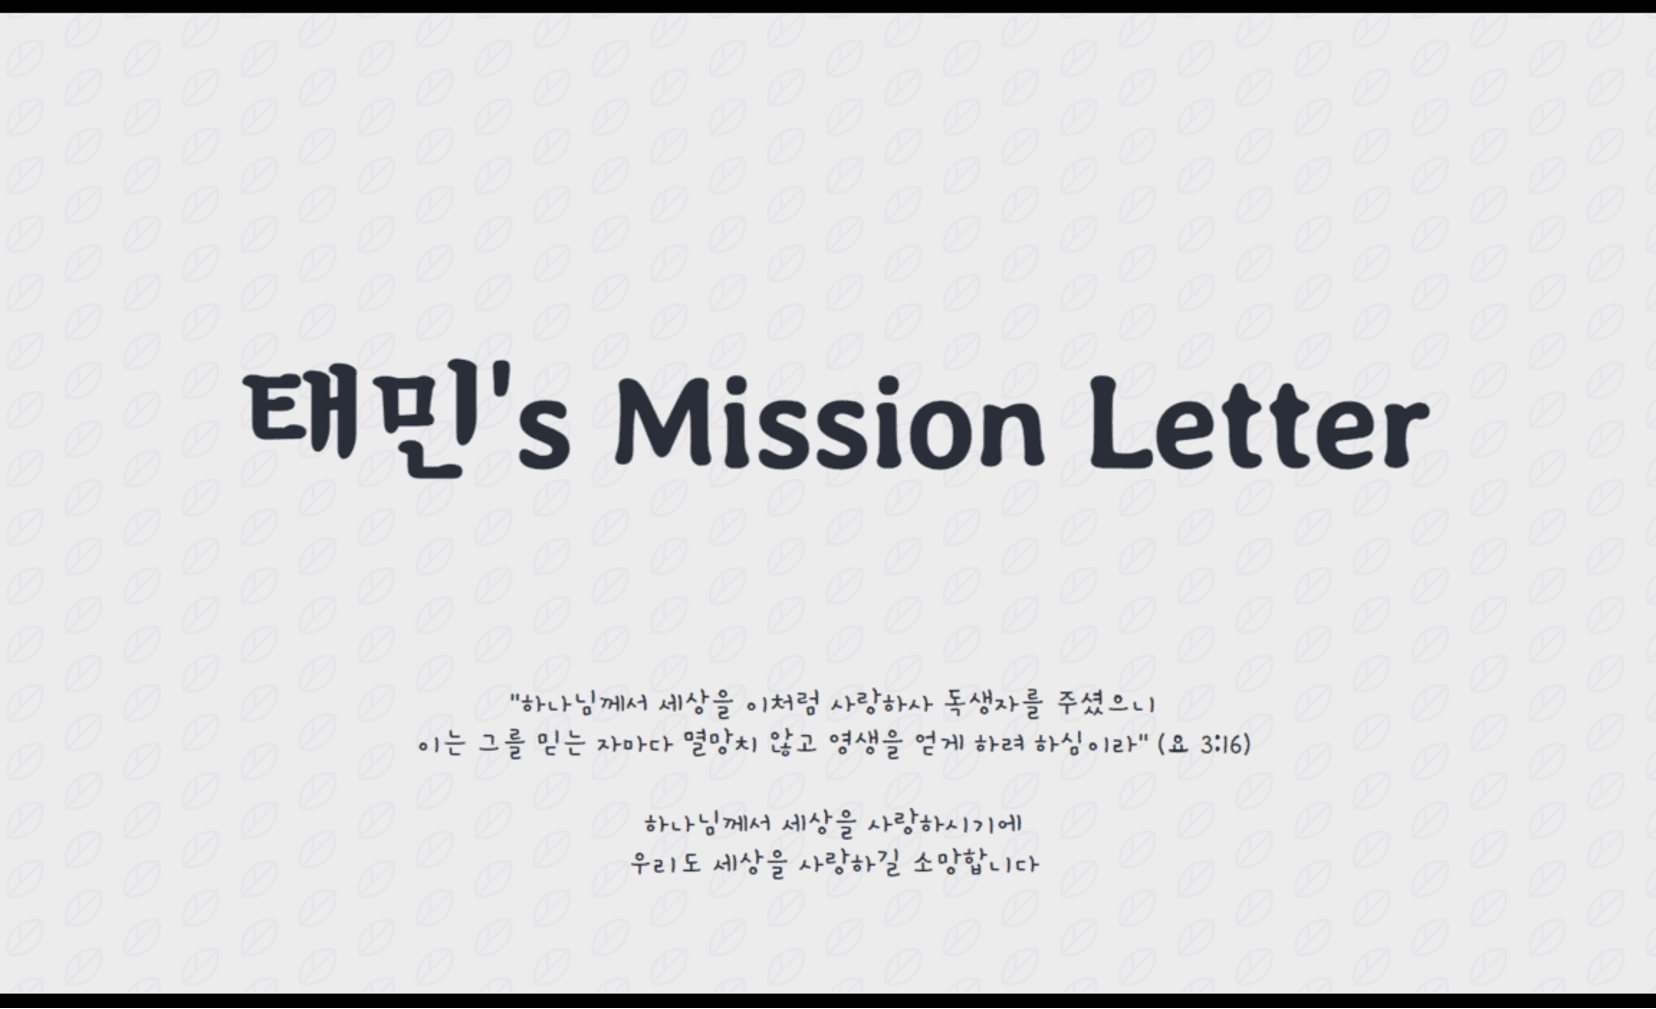 태민's Mission Letter
"하나님께서 세상을 이처럼 사랑하사 독생자를 주셨으니
이는 그를 믿는 자마다 멸망치 않고 영생을 얻게 하려 하심이라" (요 3:16)
하나님께서 세상을 사랑하시기에
우리도 세상을 사랑하길 소망합니다